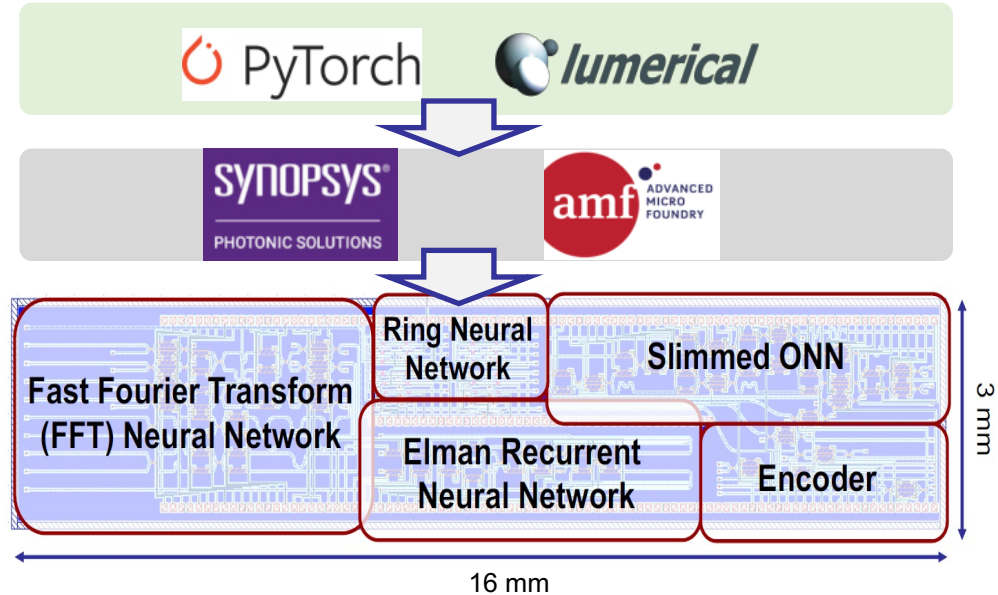 PyTorch
lumerical
SYNOPSYS®
PHOTONIC SOLUTIONS
amf
ADVANCED
MICRO
FOUNDRY
Fast Fourier Transform
(FFT) Neural Network
Ring Neural
Network
Slimmed ONN
Elman Recurrent
Neural Network
Encoder
3 mm
16 mm